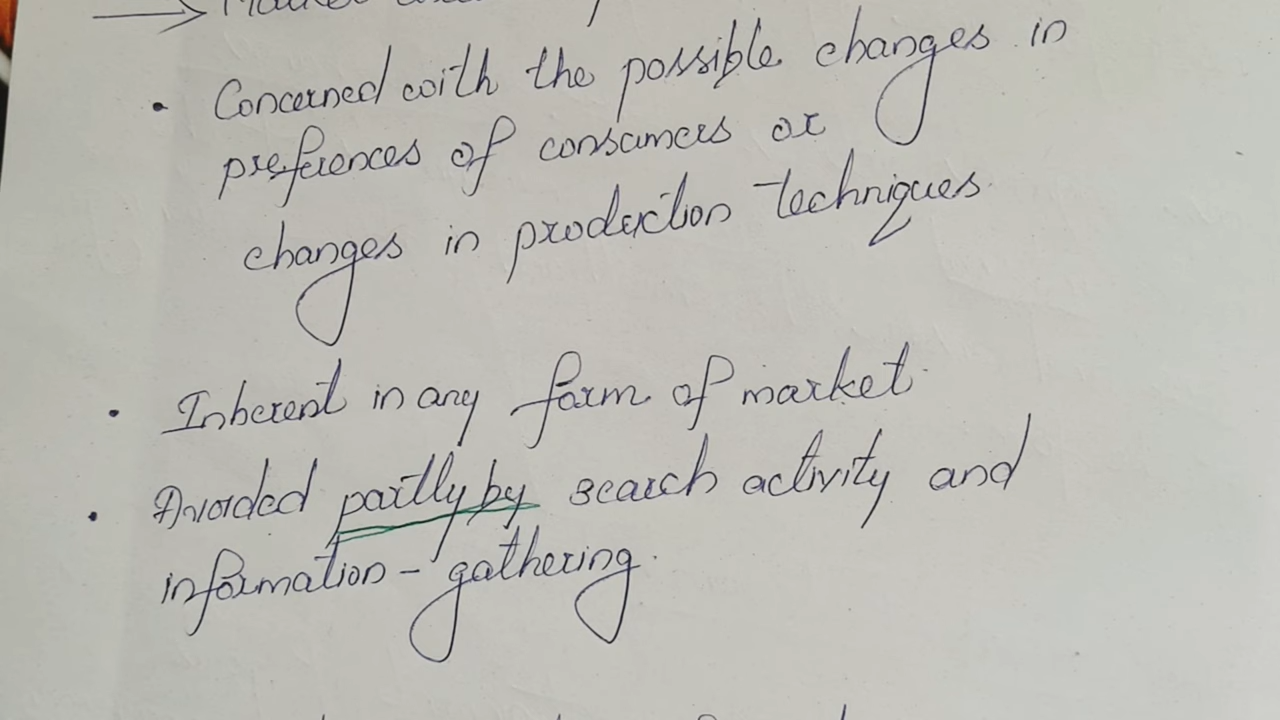 → Market
• Concerned with the possible changes in
preferences of consumers or
changes in production techniques.
• Inherent in any form of market.
• Avoided partly by search activity and
information - gathering.